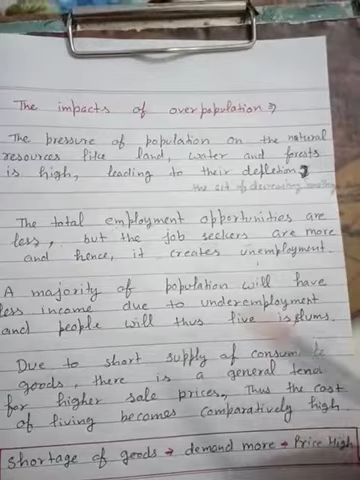 The impacts of overpopulation ⇒
The pressure of population on the natural
resources like land, water and forests
is high, leading to their depletion
the act of decreasing
The total employment opportunities are
less, but the job seekers are more
and hence, it creates unemployment.
A majority of population will have
less income due to underemployment
and people will thus live
Due to short supply of
goods, there is a general
for higher sale prices, Thus the cost
of living becomes comparatively high
Shortage of goods → demand more → Price High